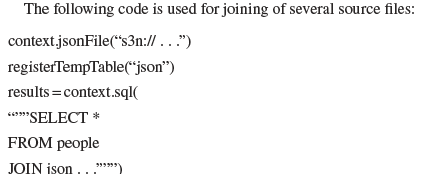 The following code is used for joining of several source files:
context.jsonFile(“s3n:// . . .”)
registerTempTable(“json”)
results = context.sql(
“””SELECT *
FROM people
JOIN json . . .”””)